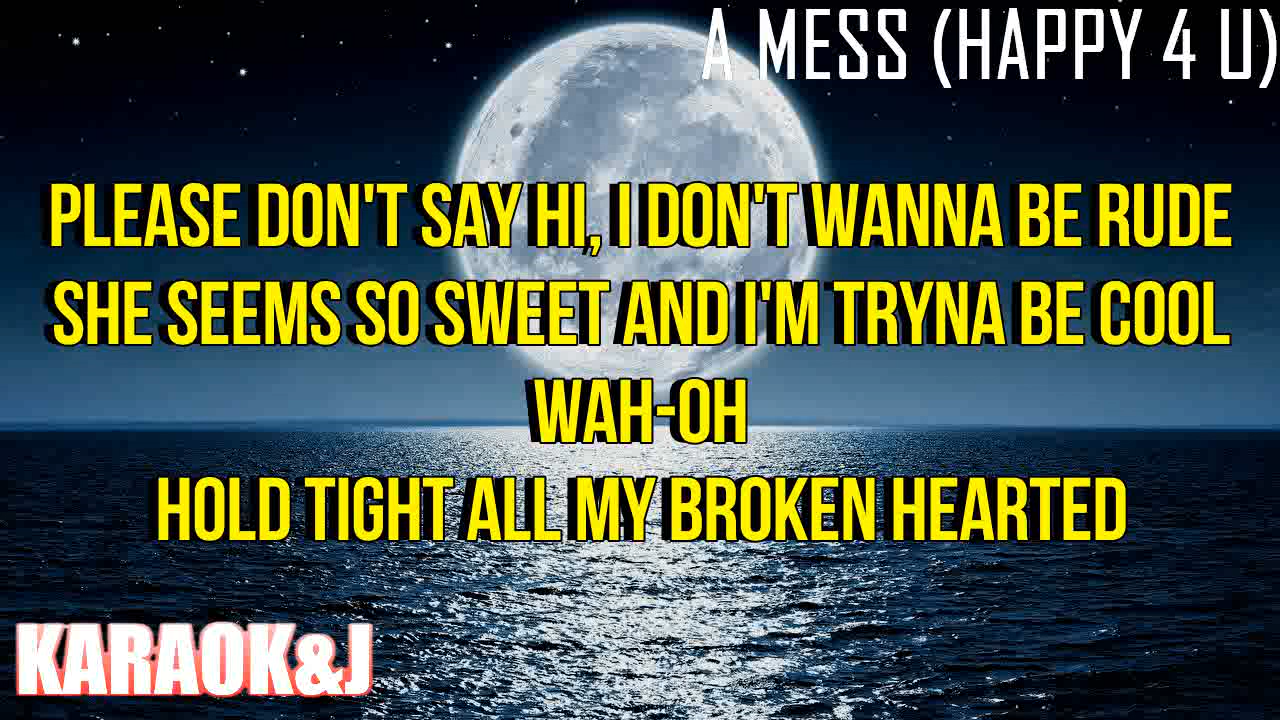 A MESS (HAPPY 4 U)
PLEASE DON'T SAY HI, I DON'T WANNA BE RUDE
SHE SEEMS SO SWEET AND I'M TRYNA BE COOL
WAH-OH
HOLD TIGHT ALL MY BROKEN HEARTED
KARAOK&J